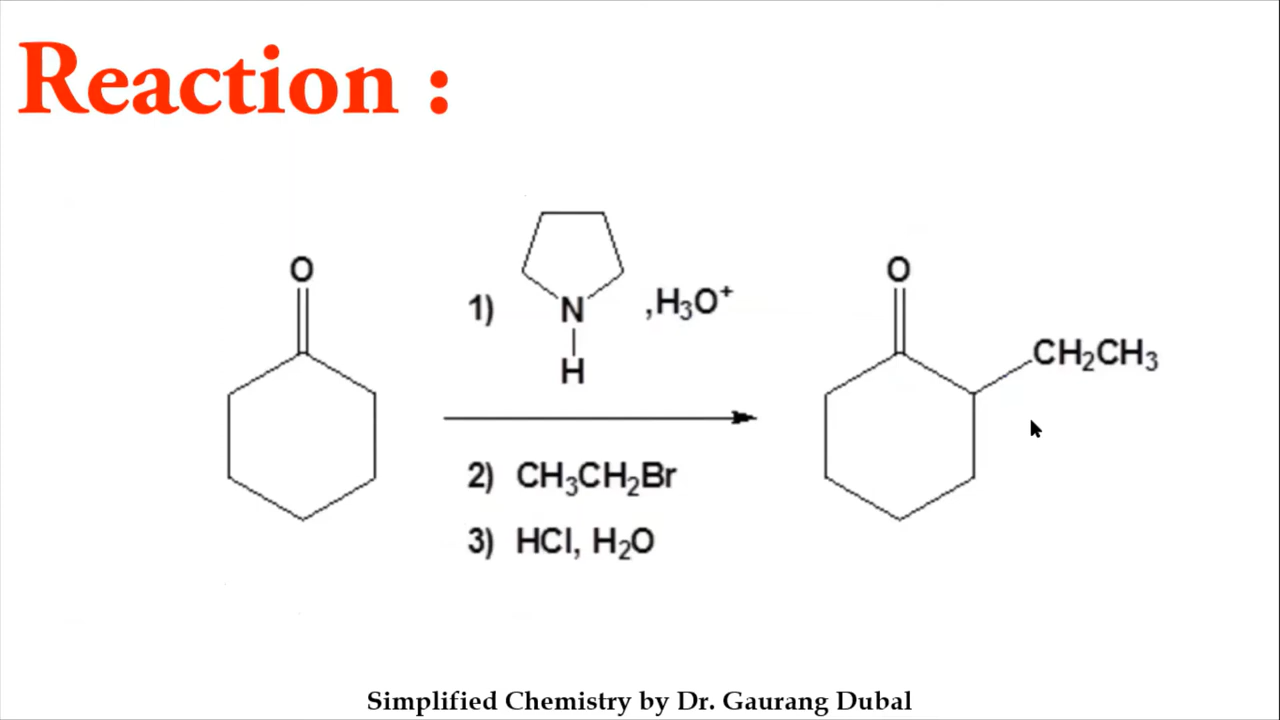 Reaction :
O
1) N ,H₃O⁺
H
2) CH₃CH₂Br
3) HCl, H₂O
O
CH₂CH₃
Simplified Chemistry by Dr. Gaurang Dubal